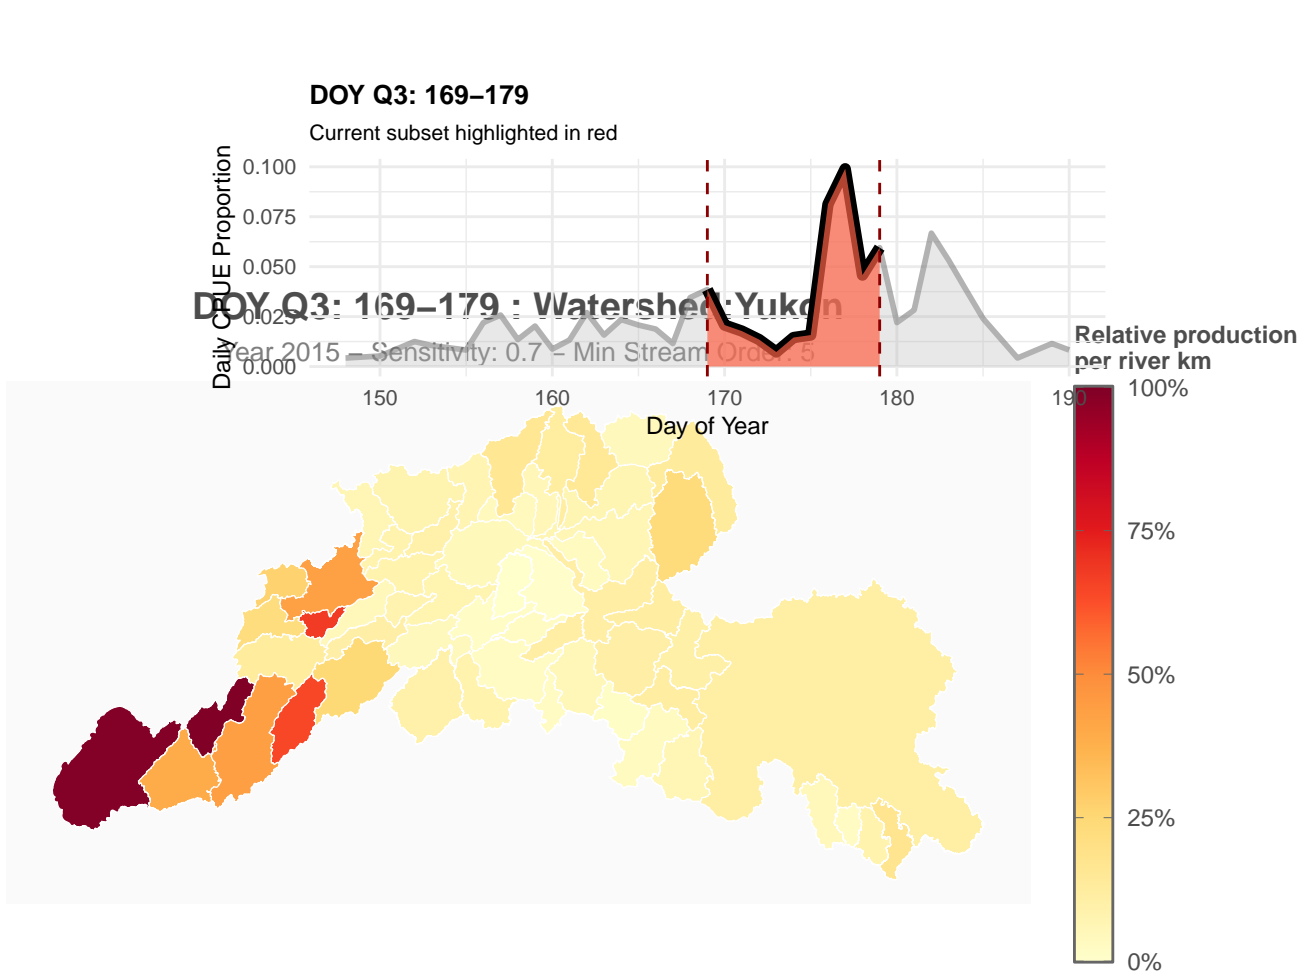 DOY Q3: 169–179
Current subset highlighted in red
Daily CPUE Proportion
0.100
0.075
0.050
0.025
0.000
DOY Q3: 169–179 : Watershed: Yukon
Year 2015 – Sensitivity: 0.7 – Min Stream Order: 5
150
160
170
180
190
Day of Year
Relative production
per river km
100%
75%
50%
25%
0%